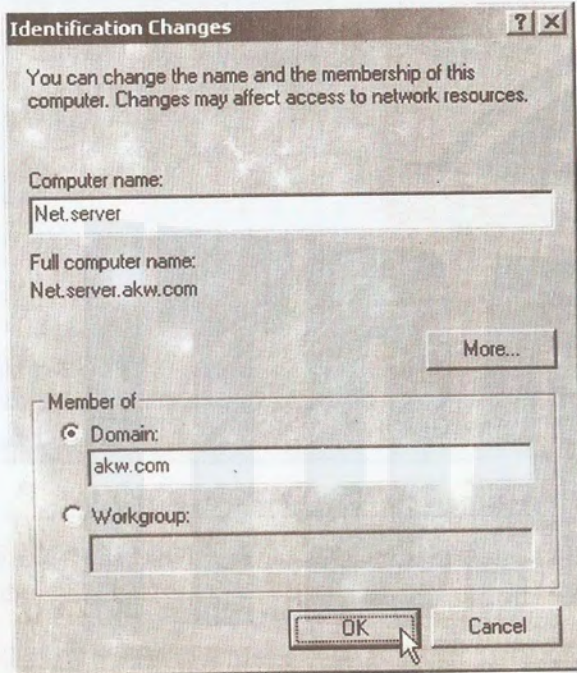 Identification Changes
You can change the name and the membership of this
computer. Changes may affect access to network resources.
Computer name:
Net.server
Full computer name:
Net.server.akw.com
More...
Member of
Domain:
akw.com
Workgroup:
OK
Cancel